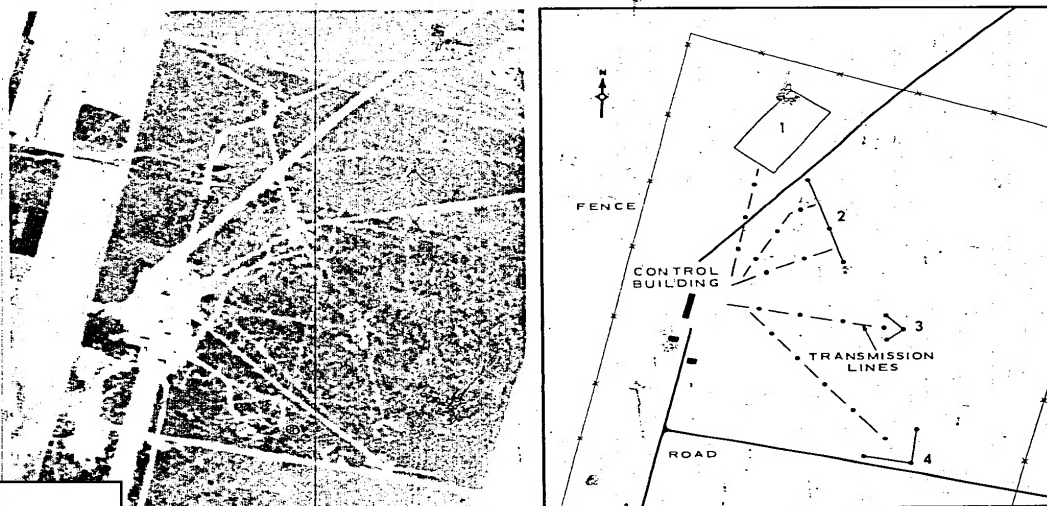 N
1
FENCE
2
CONTROL
BUILDING
3
TRANSMISSION
LINES
ROAD
4